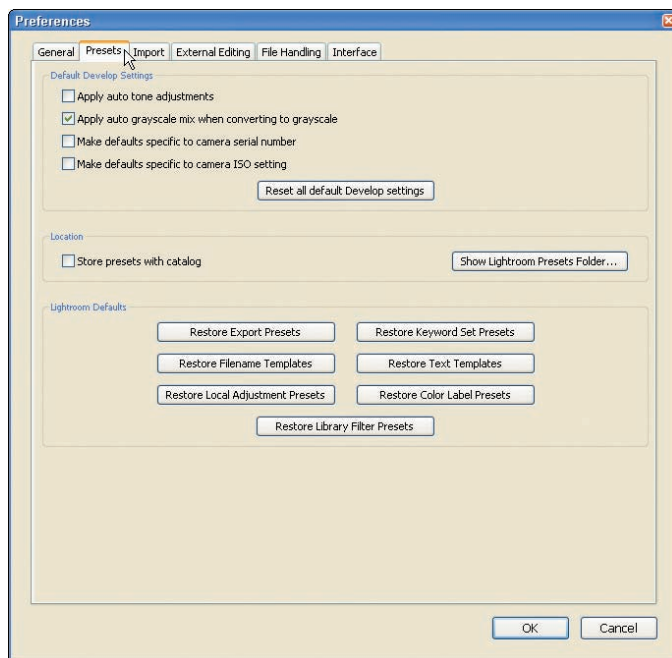 Preferences
General Presets Import External Editing File Handling Interface
Default Develop Settings
Apply auto tone adjustments
Apply auto grayscale mix when converting to grayscale
Make defaults specific to camera serial number
Make defaults specific to camera ISO setting
Reset all default Develop settings
Location
Store presets with catalog Show Lightroom Presets Folder...
Lightroom Defaults
Restore Export Presets Restore Keyword Set Presets
Restore Filename Templates Restore Text Templates
Restore Local Adjustment Presets Restore Color Label Presets
Restore Library Filter Presets
OK Cancel